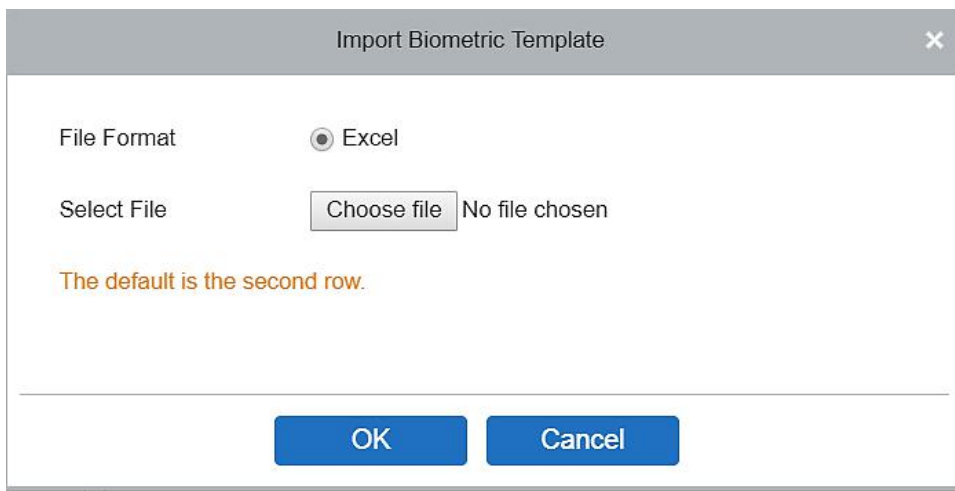 Import Biometric Template
File Format Excel
Select File Choose file No file chosen
The default is the second row.
OK Cancel